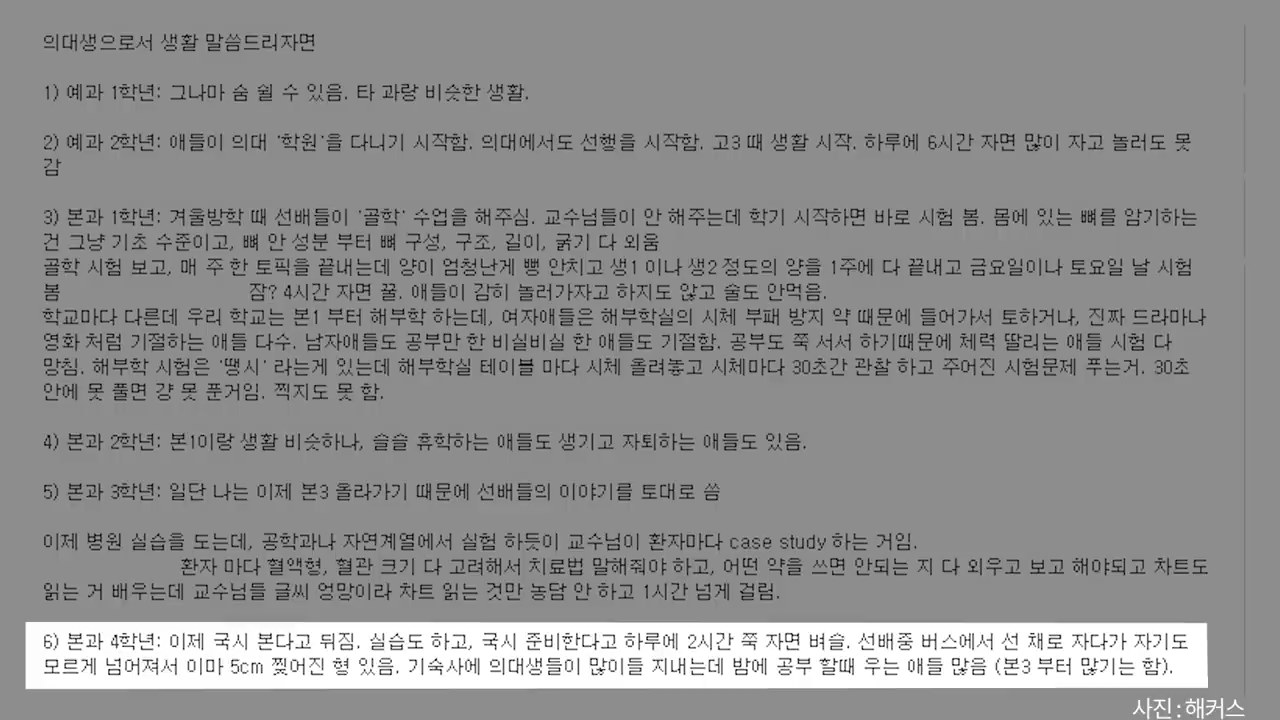 의대생으로서 생활 말씀드리자면
1) 예과 1학년: 그나마 숨 쉴 수 있음. 타 과랑 비슷한 생활.
2) 예과 2학년: 애들이 의대 '학원'을 다니기 시작함. 의대에서도 선행을 시작함. 고3 때 생활 시작. 하루에 6시간 자면 많이 자고 놀러도 못
감
3) 본과 1학년: 겨울방학 때 선배들이 '골학' 수업을 해주심. 교수님들이 안 해주는데 학기 시작하면 바로 시험 봄. 몸에 있는 뼈를 암기하는
건 그냥 기초 수준이고, 뼈 안 성분 부터 뼈 구성, 구조, 길이, 굵기 다 외움
골학 시험 보고, 매 주 한 토픽을 끝내는데 양이 엄청난게 뻥 안치고 생1 이나 생2 정도의 양을 1주에 다 끝내고 금요일이나 토요일 날 시험
봄 잠? 4시간 자면 꿀. 애들이 감히 놀러가자고 하지도 않고 술도 안먹음.
학교마다 다른데 우리 학교는 본1 부터 해부학 하는데, 여자애들은 해부학실의 시체 부패 방지 약 때문에 들어가서 토하거나, 진짜 드라마나
영화 처럼 기절하는 애들 다수. 남자애들도 공부만 한 비실비실 한 애들도 기절함. 공부도 쭉 서서 하기때문에 체력 딸리는 애들 시험 다
망침. 해부학 시험은 '땡시' 라는게 있는데 해부학실 테이블 마다 시체 올려놓고 시체마다 30초간 관찰 하고 주어진 시험문제 푸는거. 30초
안에 못 풀면 걍 못 푼거임. 찍지도 못 함.
4) 본과 2학년: 본1이랑 생활 비슷하나, 슬슬 휴학하는 애들도 생기고 자퇴하는 애들도 있음.
5) 본과 3학년: 일단 나는 이제 본3 올라가기 때문에 선배들의 이야기를 토대로 씀
이제 병원 실습을 도는데, 공학과나 자연계열에서 실험 하듯이 교수님이 환자마다 case study 하는 거임.
환자 마다 혈액형, 혈관 크기 다 고려해서 치료법 말해줘야 하고, 어떤 약을 쓰면 안되는 지 다 외우고 보고 해야되고 차트도
읽는 거 배우는데 교수님들 글씨 엉망이라 차트 읽는 것만 농담 안 하고 1시간 넘게 걸림.
6) 본과 4학년: 이제 국시 본다고 뒤짐. 실습도 하고, 국시 준비한다고 하루에 2시간 쭉 자면 벼슬. 선배중 버스에서 선 채로 자다가 자기도
모르게 넘어져서 이마 5cm 찢어진 형 있음. 기숙사에 의대생들이 많이들 지내는데 밤에 공부 할때 우는 애들 많음 (본3 부터 많기는 함).
사진 : 해커스